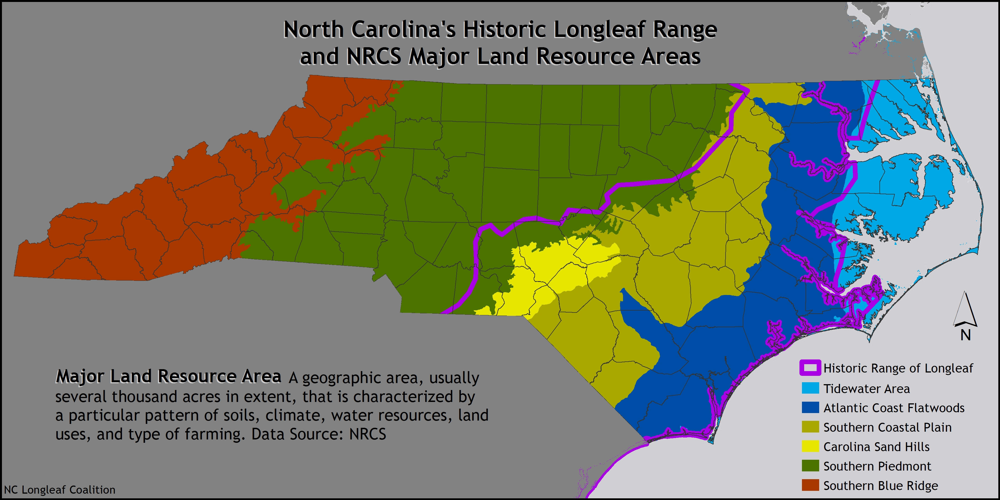 North Carolina's Historic Longleaf Range
and NRCS Major Land Resource Areas
N
Historic Range of Longleaf
Tidewater Area
Atlantic Coast Flatwoods
Southern Coastal Plain
Carolina Sand Hills
Southern Piedmont
Southern Blue Ridge
Major Land Resource Area A geographic area, usually
several thousand acres in extent, that is characterized by
a particular pattern of soils, climate, water resources, land
uses, and type of farming. Data Source: NRCS
NC Longleaf Coalition